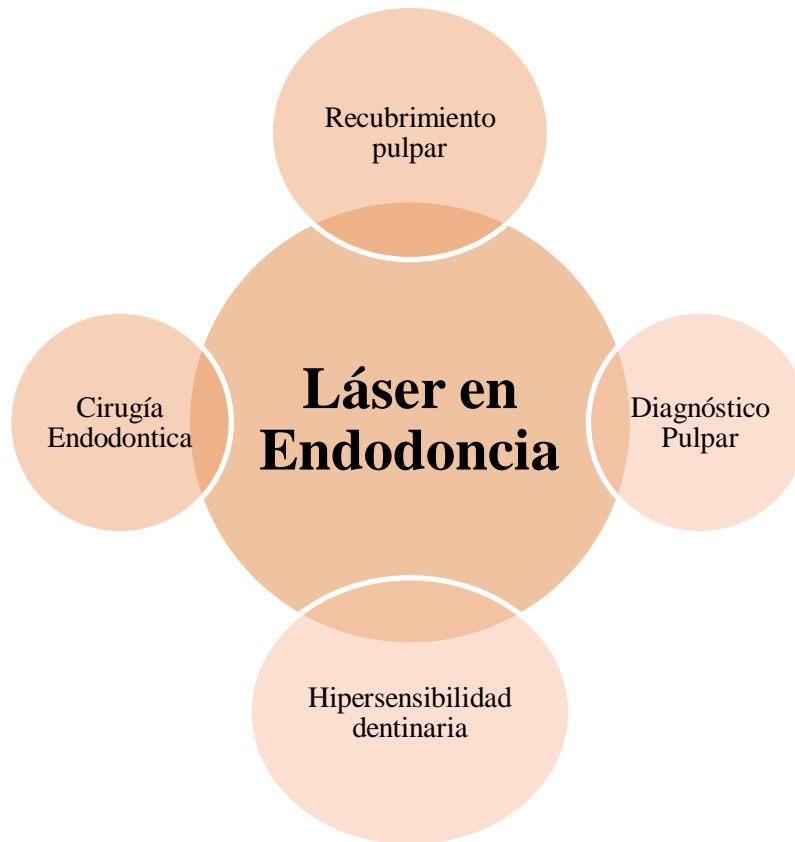 Recubrimiento
pulpar
Cirugía
Endodontica
Láser en
Endodoncia
Diagnóstico
Pulpar
Hipersensibilidad
dentinaria